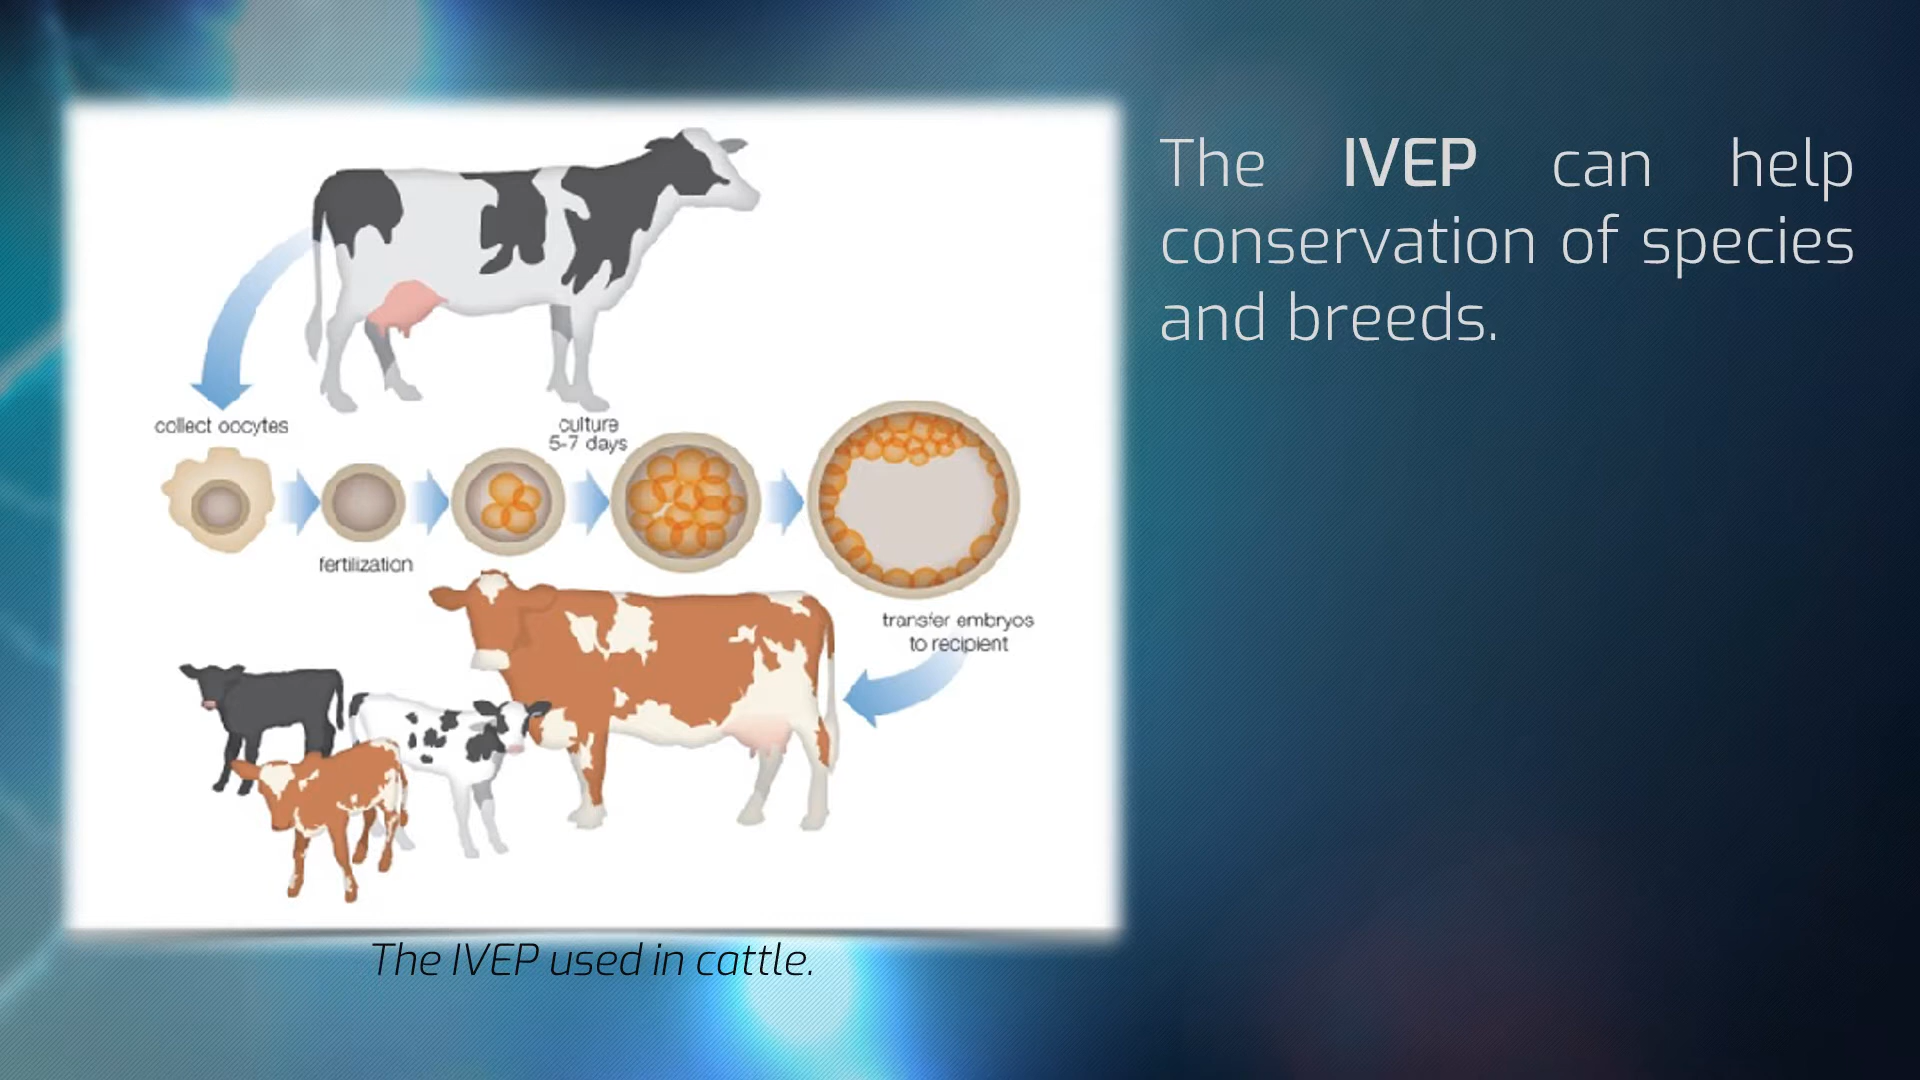 The IVEP can help
conservation of species
and breeds.
collect oocytes
culture
5-7 days
fertilization
transfer embryos
to recipient
The IVEP used in cattle.